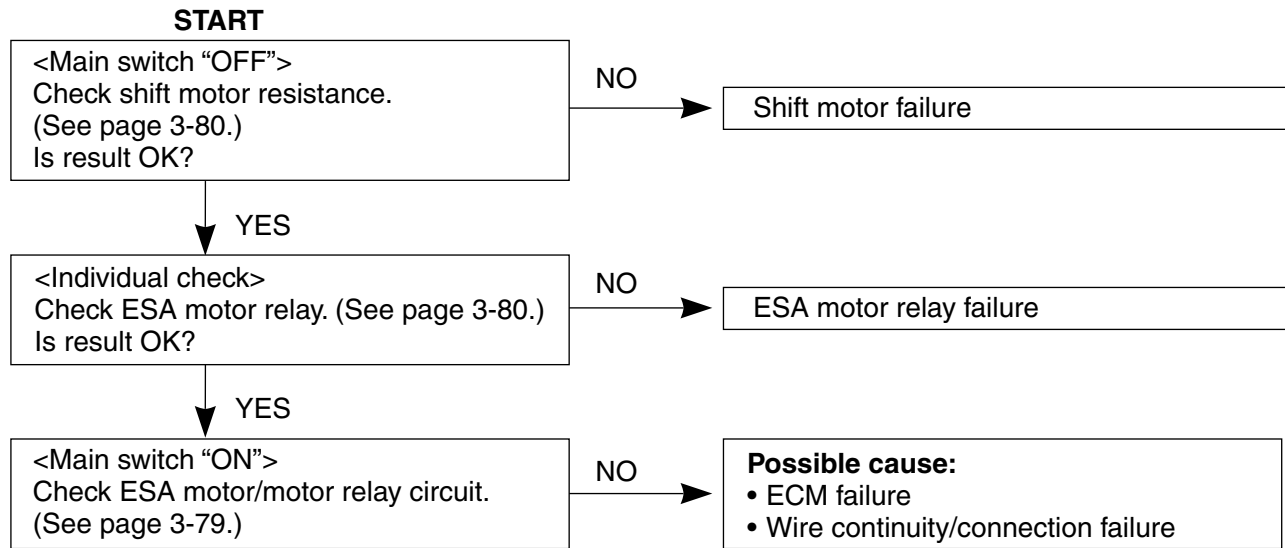 START
<Main switch “OFF”>
Check shift motor resistance.
(See page 3-80.)
Is result OK?
NO
Shift motor failure
YES
<Individual check>
Check ESA motor relay. (See page 3-80.)
Is result OK?
NO
ESA motor relay failure
YES
<Main switch “ON”>
Check ESA motor/motor relay circuit.
(See page 3-79.)
NO
Possible cause:
• ECM failure
• Wire continuity/connection failure